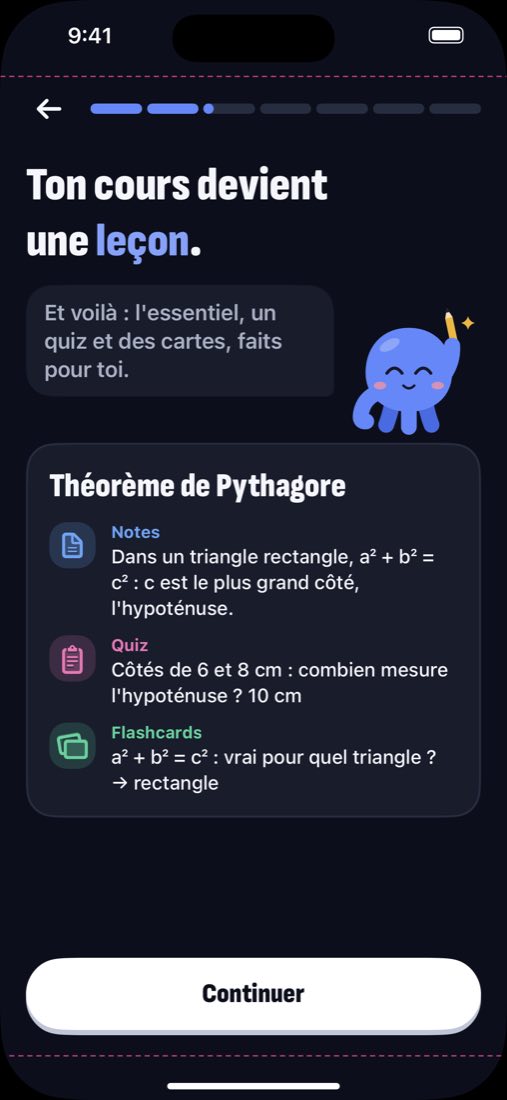 9:41
Ton cours devient
une leçon.
Et voilà : l'essentiel, un
quiz et des cartes, faits
pour toi.
Théorème de Pythagore
Notes
Dans un triangle rectangle, a² + b² =
c² : c est le plus grand côté,
l'hypoténuse.
Quiz
Côtés de 6 et 8 cm : combien mesure
l'hypoténuse ? 10 cm
Flashcards
a² + b² = c² : vrai pour quel triangle ?
→ rectangle
Continuer